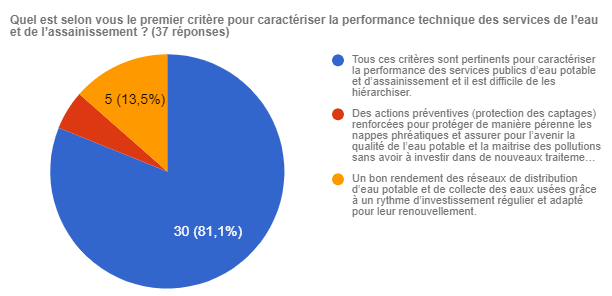 Quel est selon vous le premier critère pour caractériser la performance technique des services de l'eau
et de l'assainissement ? (37 réponses)
5 (13,5%)
30 (81,1%)
Tous ces critères sont pertinents pour caractériser
la performance des services publics d'eau potable
et d'assainissement et il est difficile de les
hiérarchiser.
Des actions préventives (protection des captages)
renforcées pour protéger de manière pérenne les
nappes phréatiques et assurer pour l'avenir la
qualité de l'eau potable et la maitrise des pollutions
sans avoir à investir dans de nouveaux traiteme…
Un bon rendement des réseaux de distribution
d'eau potable et de collecte des eaux usées grâce
à un rythme d'investissement régulier et adapté
pour leur renouvellement.